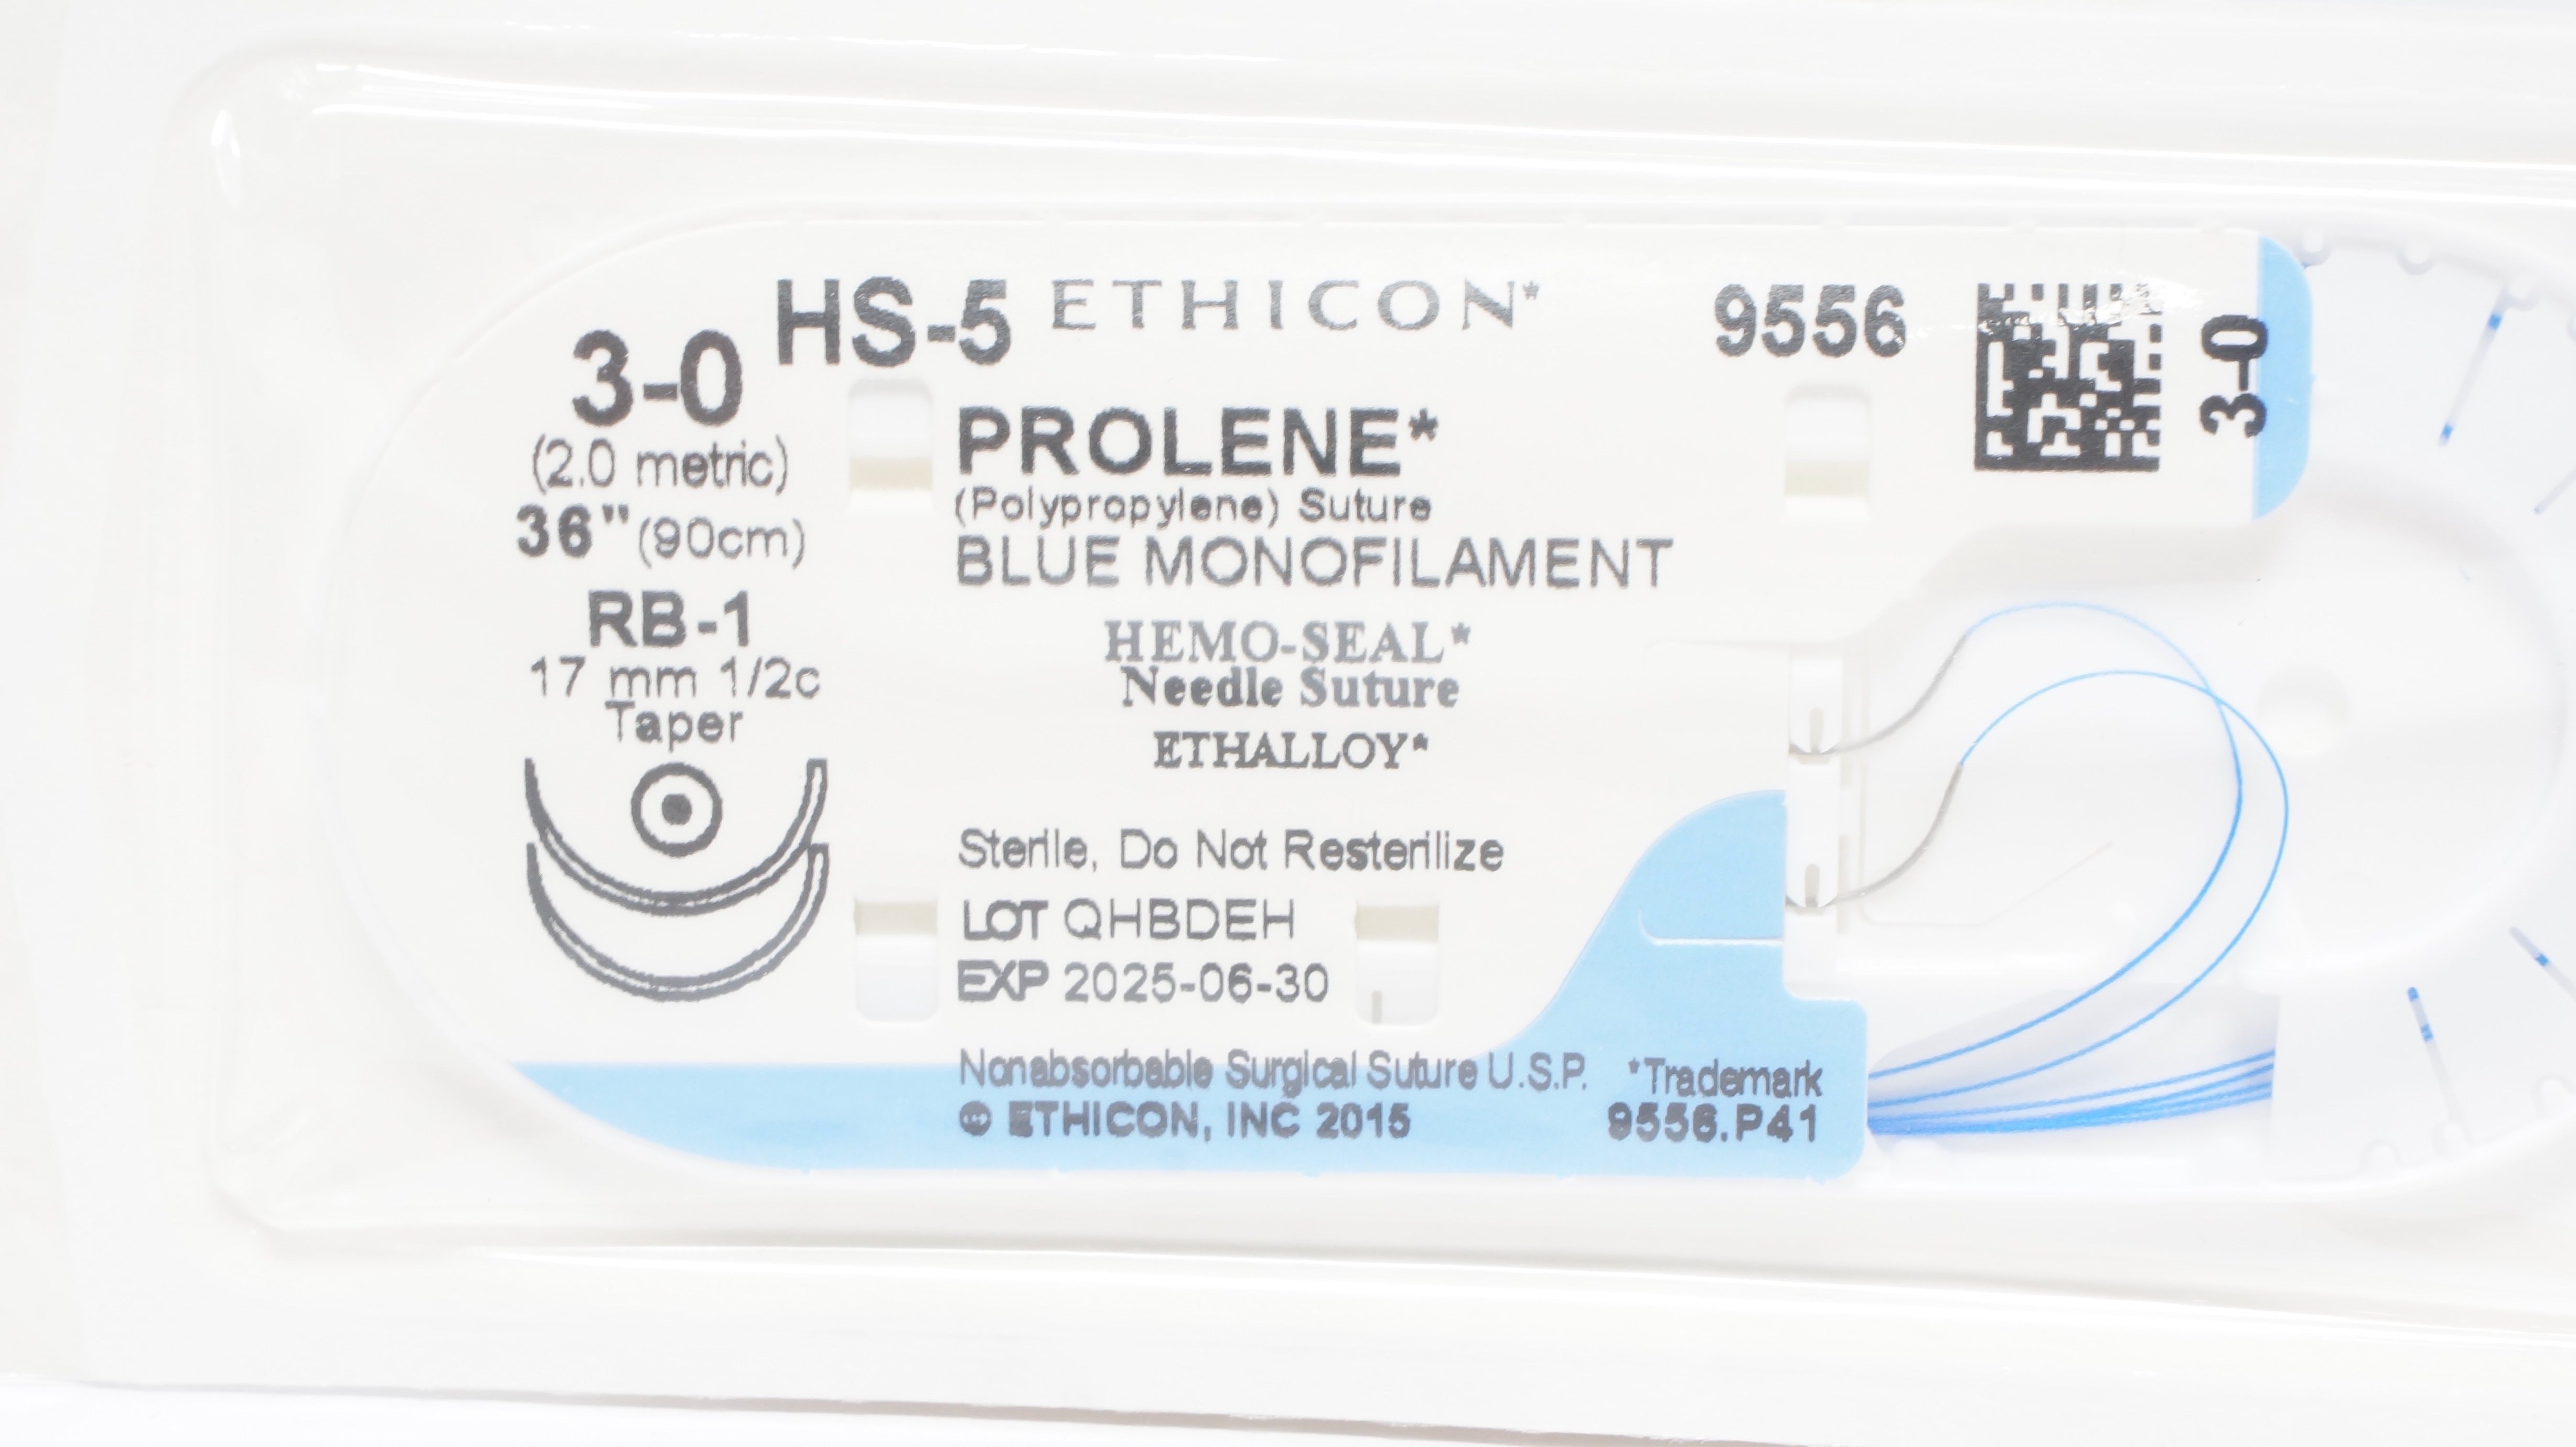 HS-5 ETHICON* 9556
3-0
3-0
(2.0 metric)
36" (90cm)
RB-1
17 mm 1/2c
Taper
PROLENE*
(Polypropylene) Suture
BLUE MONOFILAMENT
HEMO-SEAL*
Needle Suture
ETHALLOY*
Sterile, Do Not Resterilize
LOT QHBDEH
EXP 2025-06-30
Nonabsorbable Surgical Suture U.S.P. *Trademark
© ETHICON, INC 2015 9556.P41